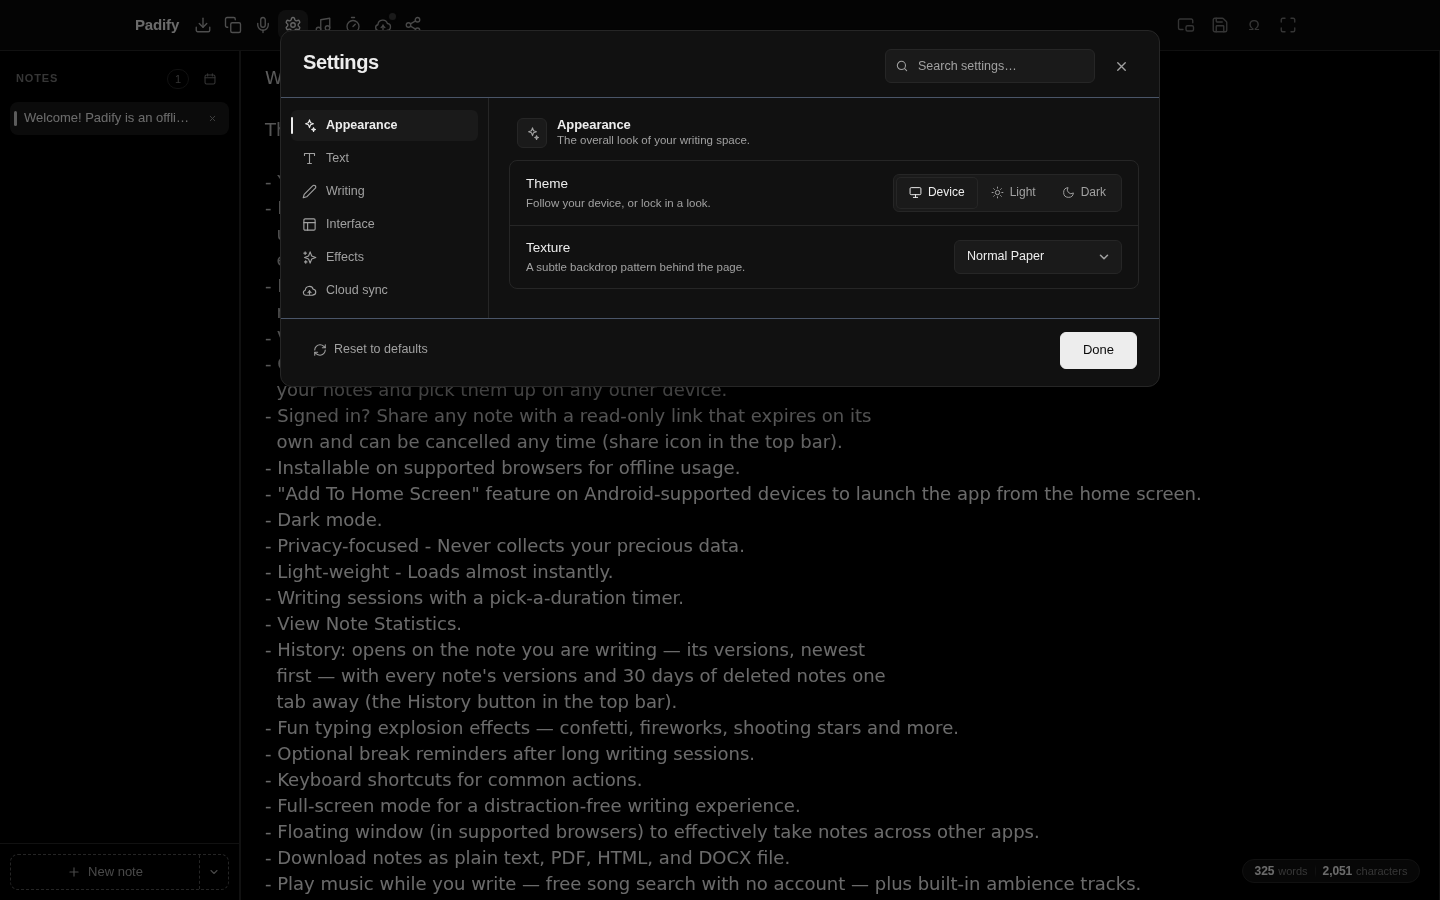 Padify
Ω
NOTES
1
Welcome! Padify is an offli…
Settings
Search settings…
Appearance
Text
Writing
Interface
Effects
Cloud sync
Appearance
The overall look of your writing space.
Theme
Follow your device, or lock in a look.
Device
Light
Dark
Texture
A subtle backdrop pattern behind the page.
Normal Paper
Reset to defaults
Done
your notes and pick them up on any other device.
- Signed in? Share any note with a read-only link that expires on its
own and can be cancelled any time (share icon in the top bar).
- Installable on supported browsers for offline usage.
- "Add To Home Screen" feature on Android-supported devices to launch the app from the home screen.
- Dark mode.
- Privacy-focused - Never collects your precious data.
- Light-weight - Loads almost instantly.
- Writing sessions with a pick-a-duration timer.
- View Note Statistics.
- History: opens on the note you are writing — its versions, newest
first — with every note's versions and 30 days of deleted notes one
tab away (the History button in the top bar).
- Fun typing explosion effects — confetti, fireworks, shooting stars and more.
- Optional break reminders after long writing sessions.
- Keyboard shortcuts for common actions.
- Full-screen mode for a distraction-free writing experience.
- Floating window (in supported browsers) to effectively take notes across other apps.
- Download notes as plain text, PDF, HTML, and DOCX file.
- Play music while you write — free song search with no account — plus built-in ambience tracks.
New note
325 words
2,051 characters